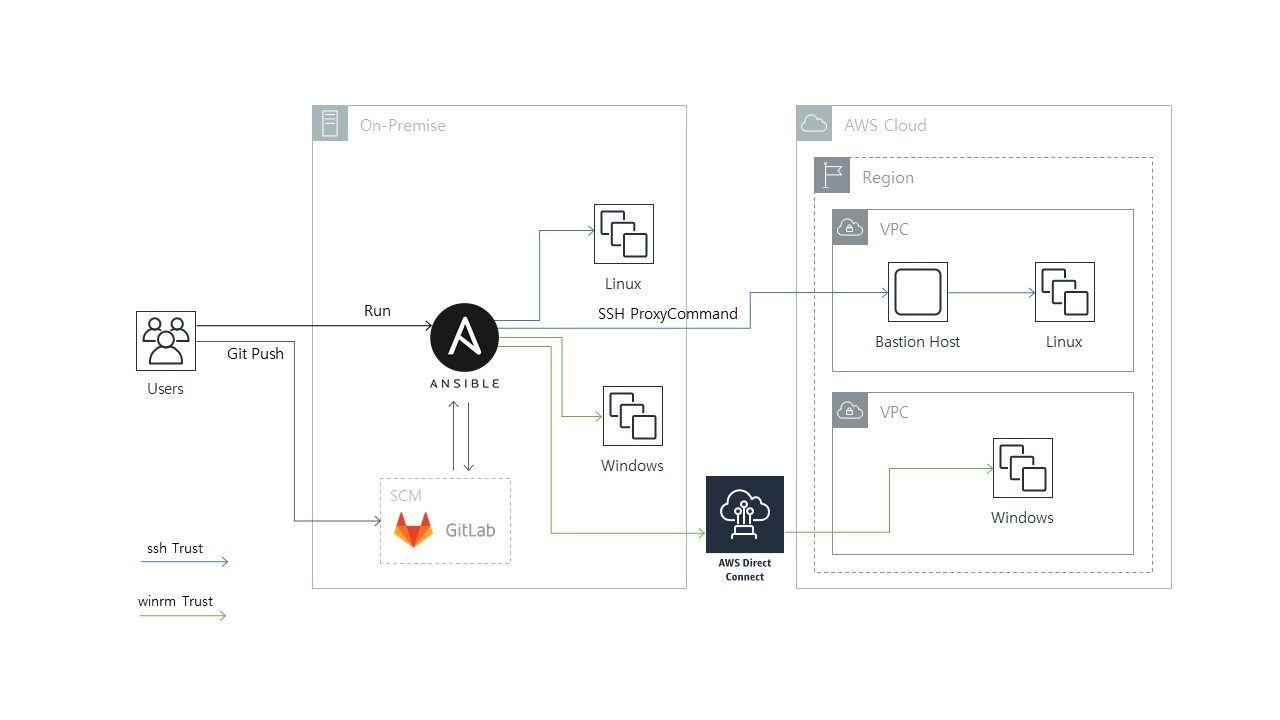 On-Premise
AWS Cloud
Region
VPC
Linux
SSH ProxyCommand
Run
Git Push
Users
ANSIBLE
Bastion Host
Linux
VPC
Windows
Windows
SCM
GitLab
AWS Direct
Connect
ssh Trust
winrm Trust